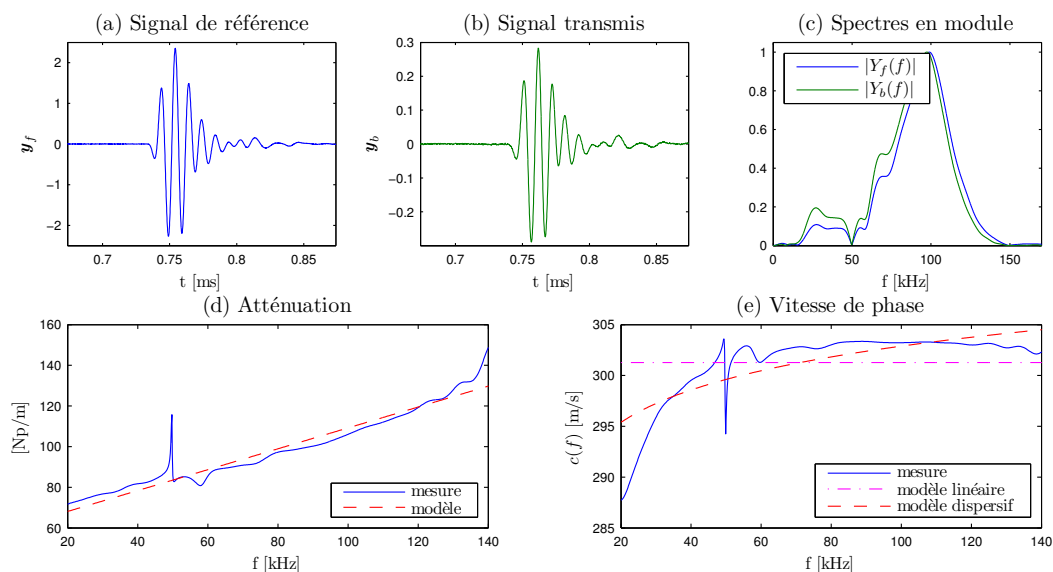 (a) Signal de référence
(b) Signal transmis
(c) Spectres en module
2
1
0
−1
−2
y_f
0.7
0.75
0.8
0.85
t [ms]
0.3
0.2
0.1
0
−0.1
−0.2
y_b
0.7
0.75
0.8
0.85
t [ms]
1
0.8
0.6
0.4
0.2
0
|Y_f(f)|
|Y_b(f)|
0
50
100
150
f [kHz]
(d) Atténuation
(e) Vitesse de phase
160
140
120
100
80
60
[Np/m]
mesure
modèle
20
40
60
80
100
120
140
f [kHz]
305
300
295
290
285
c(f) [m/s]
mesure
modèle linéaire
modèle dispersif
20
40
60
80
100
120
140
f [kHz]